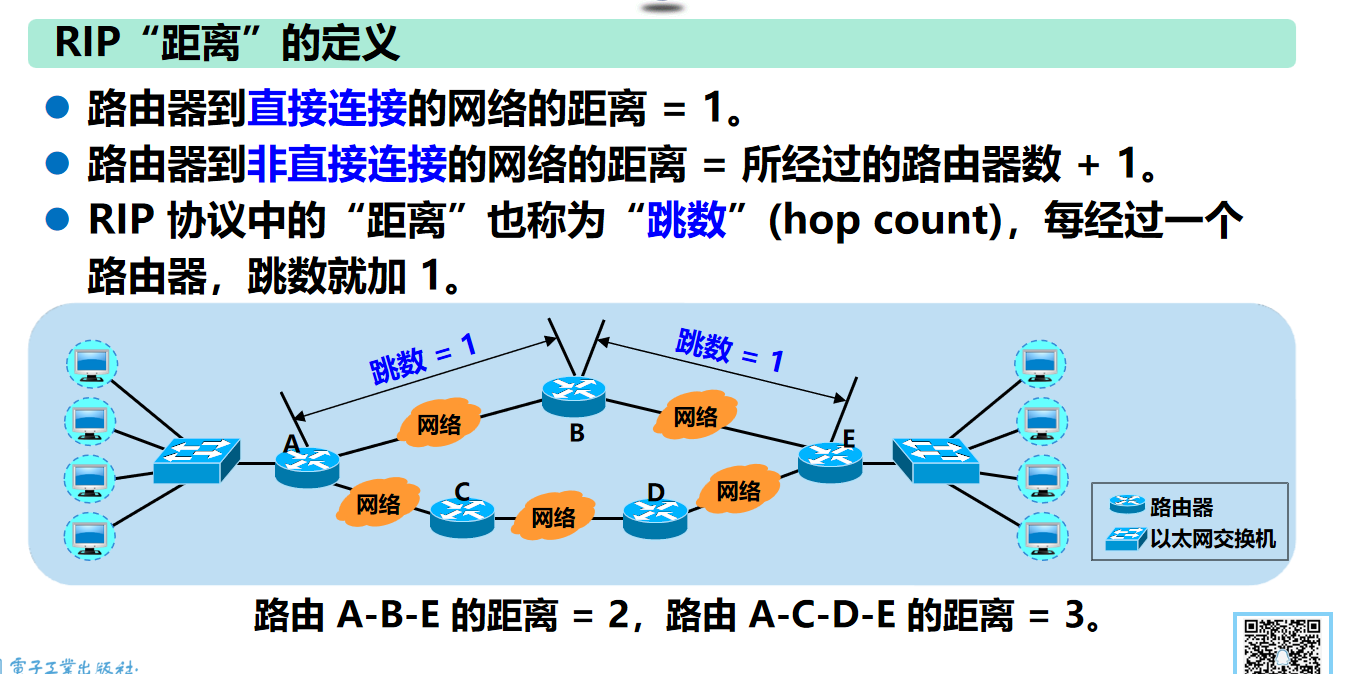 RIP“距离”的定义
路由器到直接连接的网络的距离 = 1。
路由器到非直接连接的网络的距离 = 所经过的路由器数 + 1。
RIP 协议中的“距离”也称为“跳数”(hop count)，每经过一个
路由器，跳数就加 1。
跳数 = 1
跳数 = 1
网络
网络
B
A
E
网络
C
网络
D
网络
路由器
以太网交换机
路由 A-B-E 的距离 = 2，路由 A-C-D-E 的距离 = 3。
電子工業出版社·